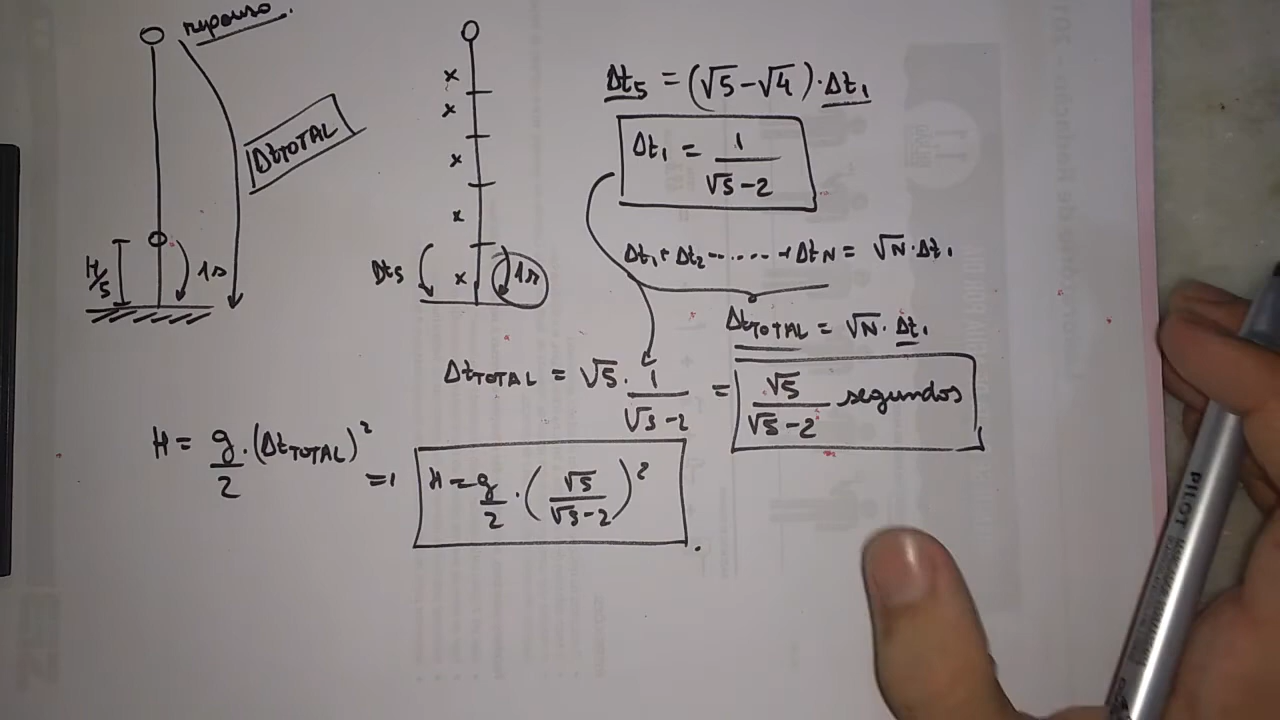 repouso.
ΔtTOTAL
H/5
1s
x
x
x
x
x
Δt5
1s
Δt5 = (√5-√4)·Δt1
Δt1 = 1/(√5-2)
Δt1 + Δt2 ...... + ΔtN = √N·Δt1
ΔtTOTAL = √N·Δt1
ΔtTOTAL = √5·1/(√5-2) = √5/(√5-2) segundos
H = g/2·(ΔtTOTAL)² => H = g/2·(√5/(√5-2))².
PILOT